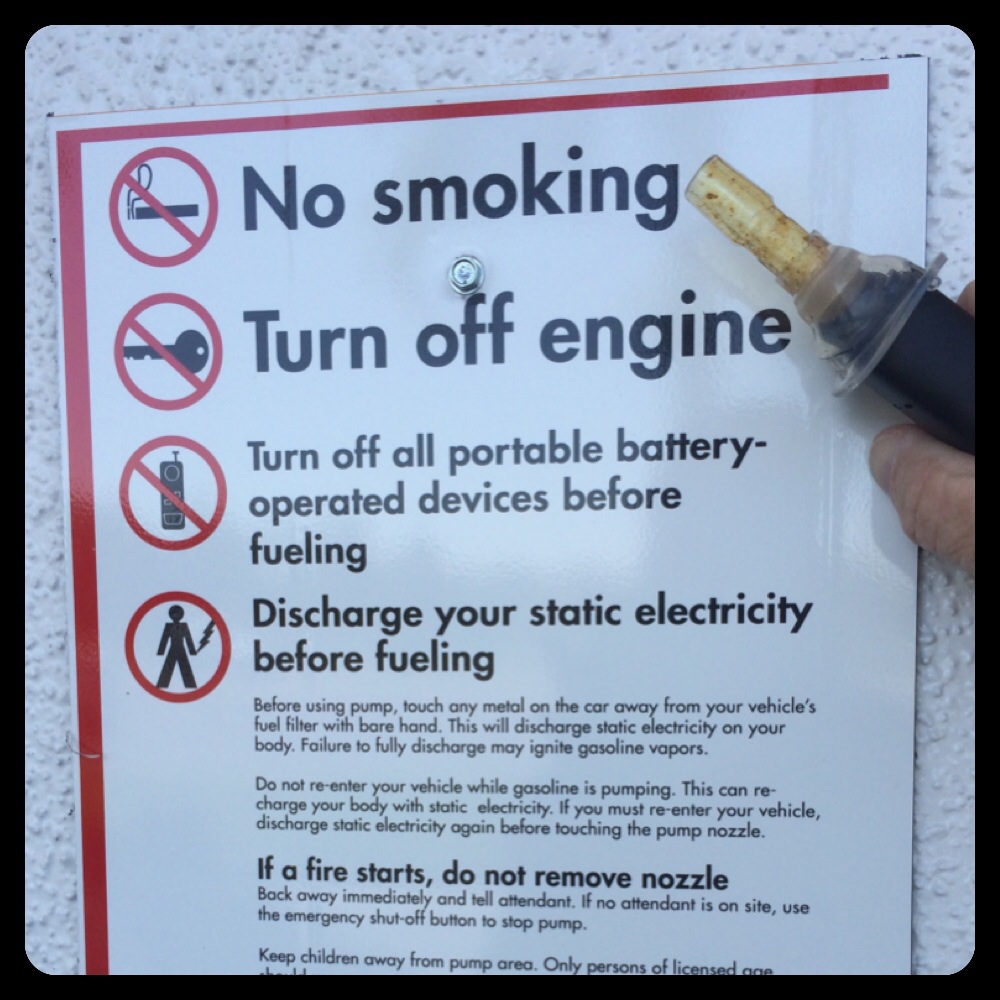 No smoking
Turn off engine
Turn off all portable battery-
operated devices before
fueling
Discharge your static electricity
before fueling
Before using pump, touch any metal on the car away from your vehicle's
fuel filter with bare hand. This will discharge static electricity on your
body. Failure to fully discharge may ignite gasoline vapors.
Do not re-enter your vehicle while gasoline is pumping. This can re-
charge your body with static electricity. If you must re-enter your vehicle,
discharge static electricity again before touching the pump nozzle.
If a fire starts, do not remove nozzle
Back away immediately and tell attendant. If no attendant is on site, use
the emergency shut-off button to stop pump.
Keep children away from pump area. Only persons of licensed age